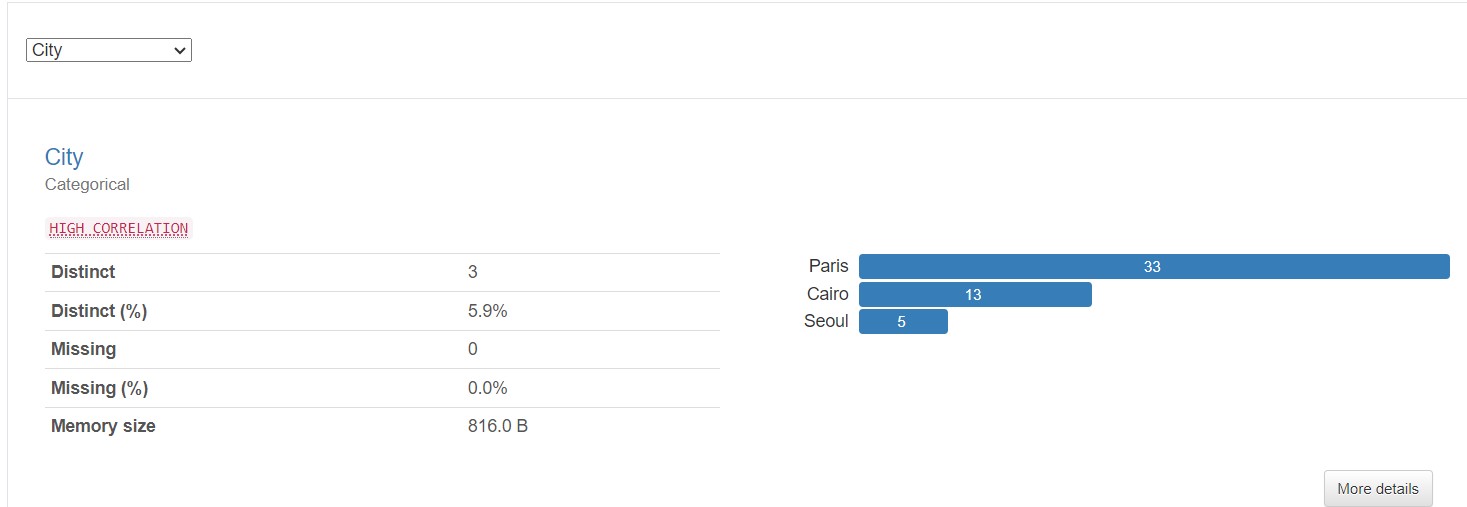 City
City
Categorical
HIGH CORRELATION
Distinct 3
Distinct (%) 5.9%
Missing 0
Missing (%) 0.0%
Memory size 816.0 B
Paris 33
Cairo 13
Seoul 5
More details